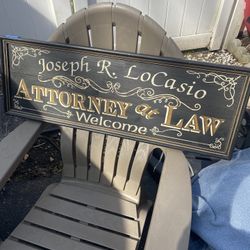 Joseph R. LoCasio
Attorney at Law
Welcome